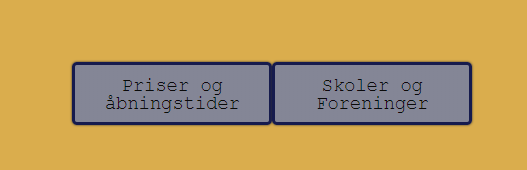 Priser og
åbningstider
Skoler og
Foreninger